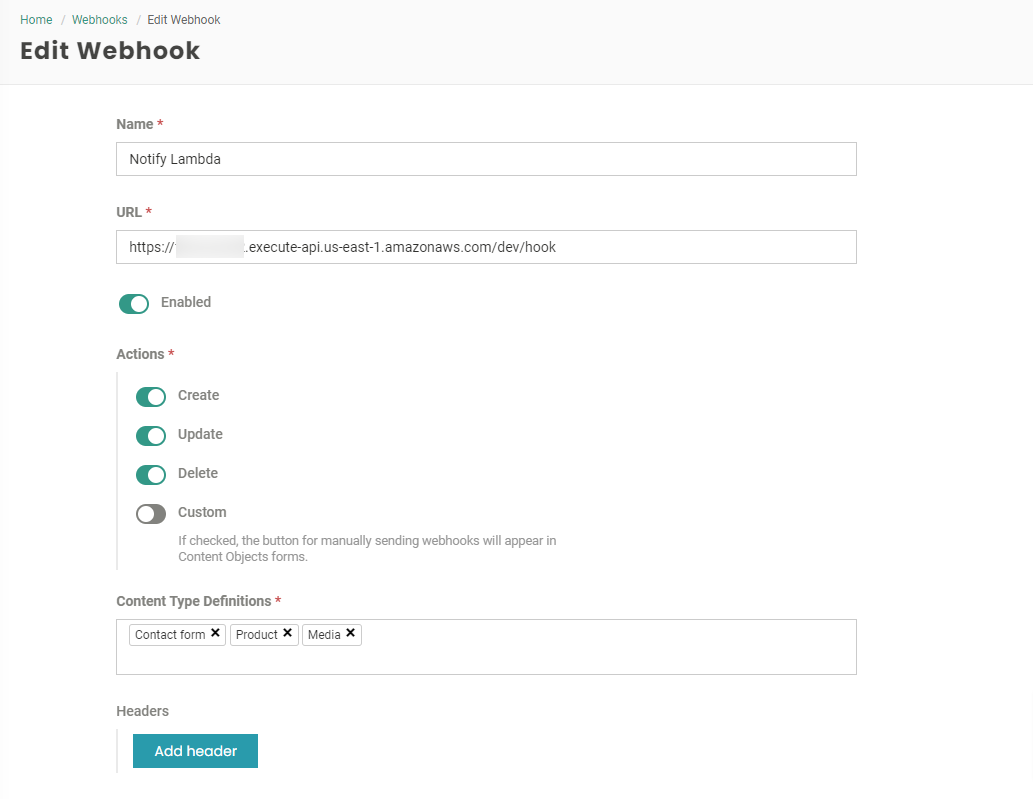 Home / Webhooks / Edit Webhook
Edit Webhook
Name *
Notify Lambda
URL *
https:// .execute-api.us-east-1.amazonaws.com/dev/hook
Enabled
Actions *
Create
Update
Delete
Custom
If checked, the button for manually sending webhooks will appear in
Content Objects forms.
Content Type Definitions *
Contact form × Product × Media ×
Headers
Add header